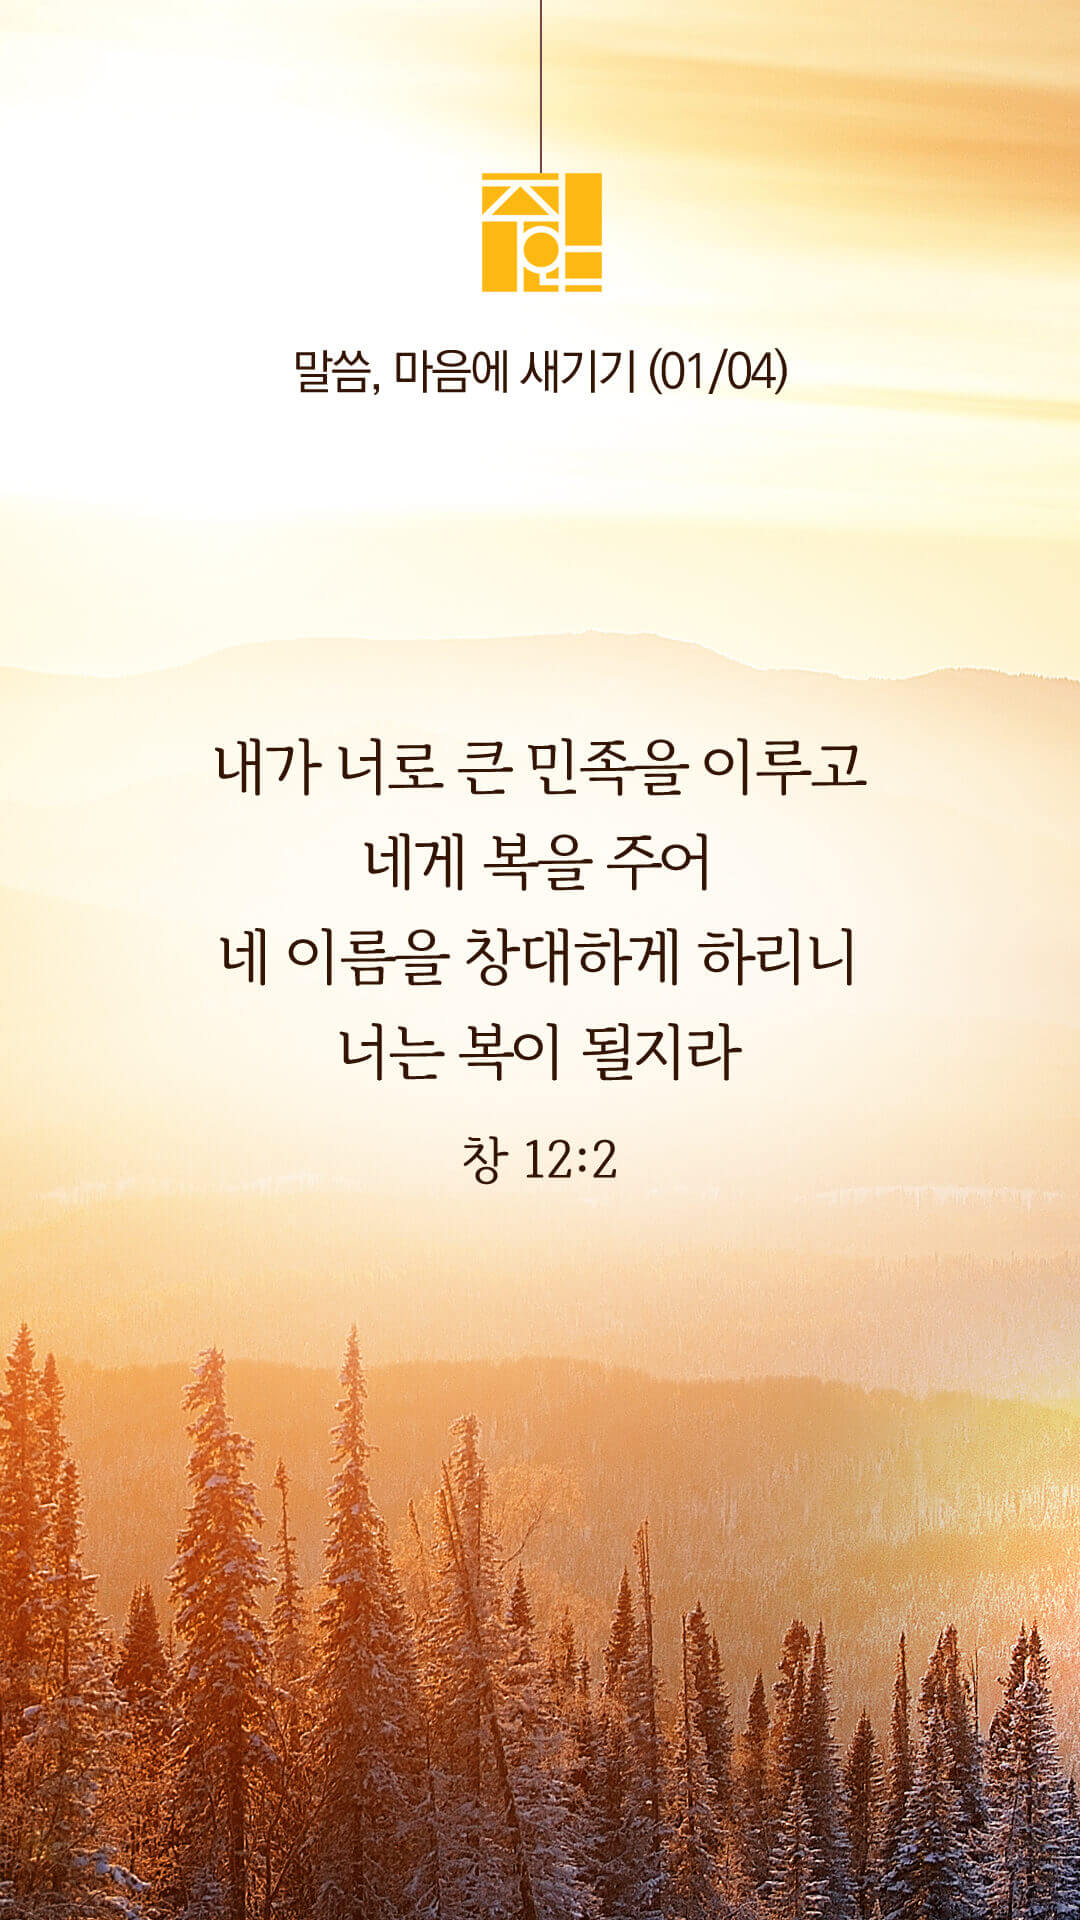 주인
말씀, 마음에 새기기 (01/04)
내가 너로 큰 민족을 이루고
네게 복을 주어
네 이름을 창대하게 하리니
너는 복이 될지라
창 12:2